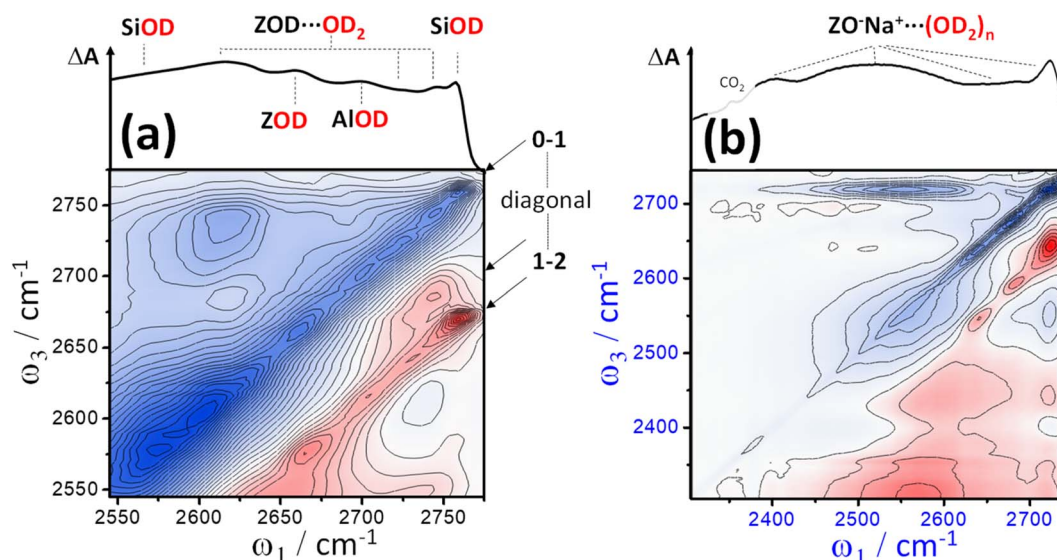 SiOD ZOD···OD₂ SiOD
ΔA
ZOD AlOD
(a)
0-1
diagonal
1-2
2750
2700
2650
2600
2550
ω₃ / cm⁻¹
2550 2600 2650 2700 2750
ω₁ / cm⁻¹
ZO⁻Na⁺···(OD₂)ₙ
ΔA
CO₂
(b)
2700
2600
2500
2400
ω₃ / cm⁻¹
2400 2500 2600 2700
ω₁ / cm⁻¹